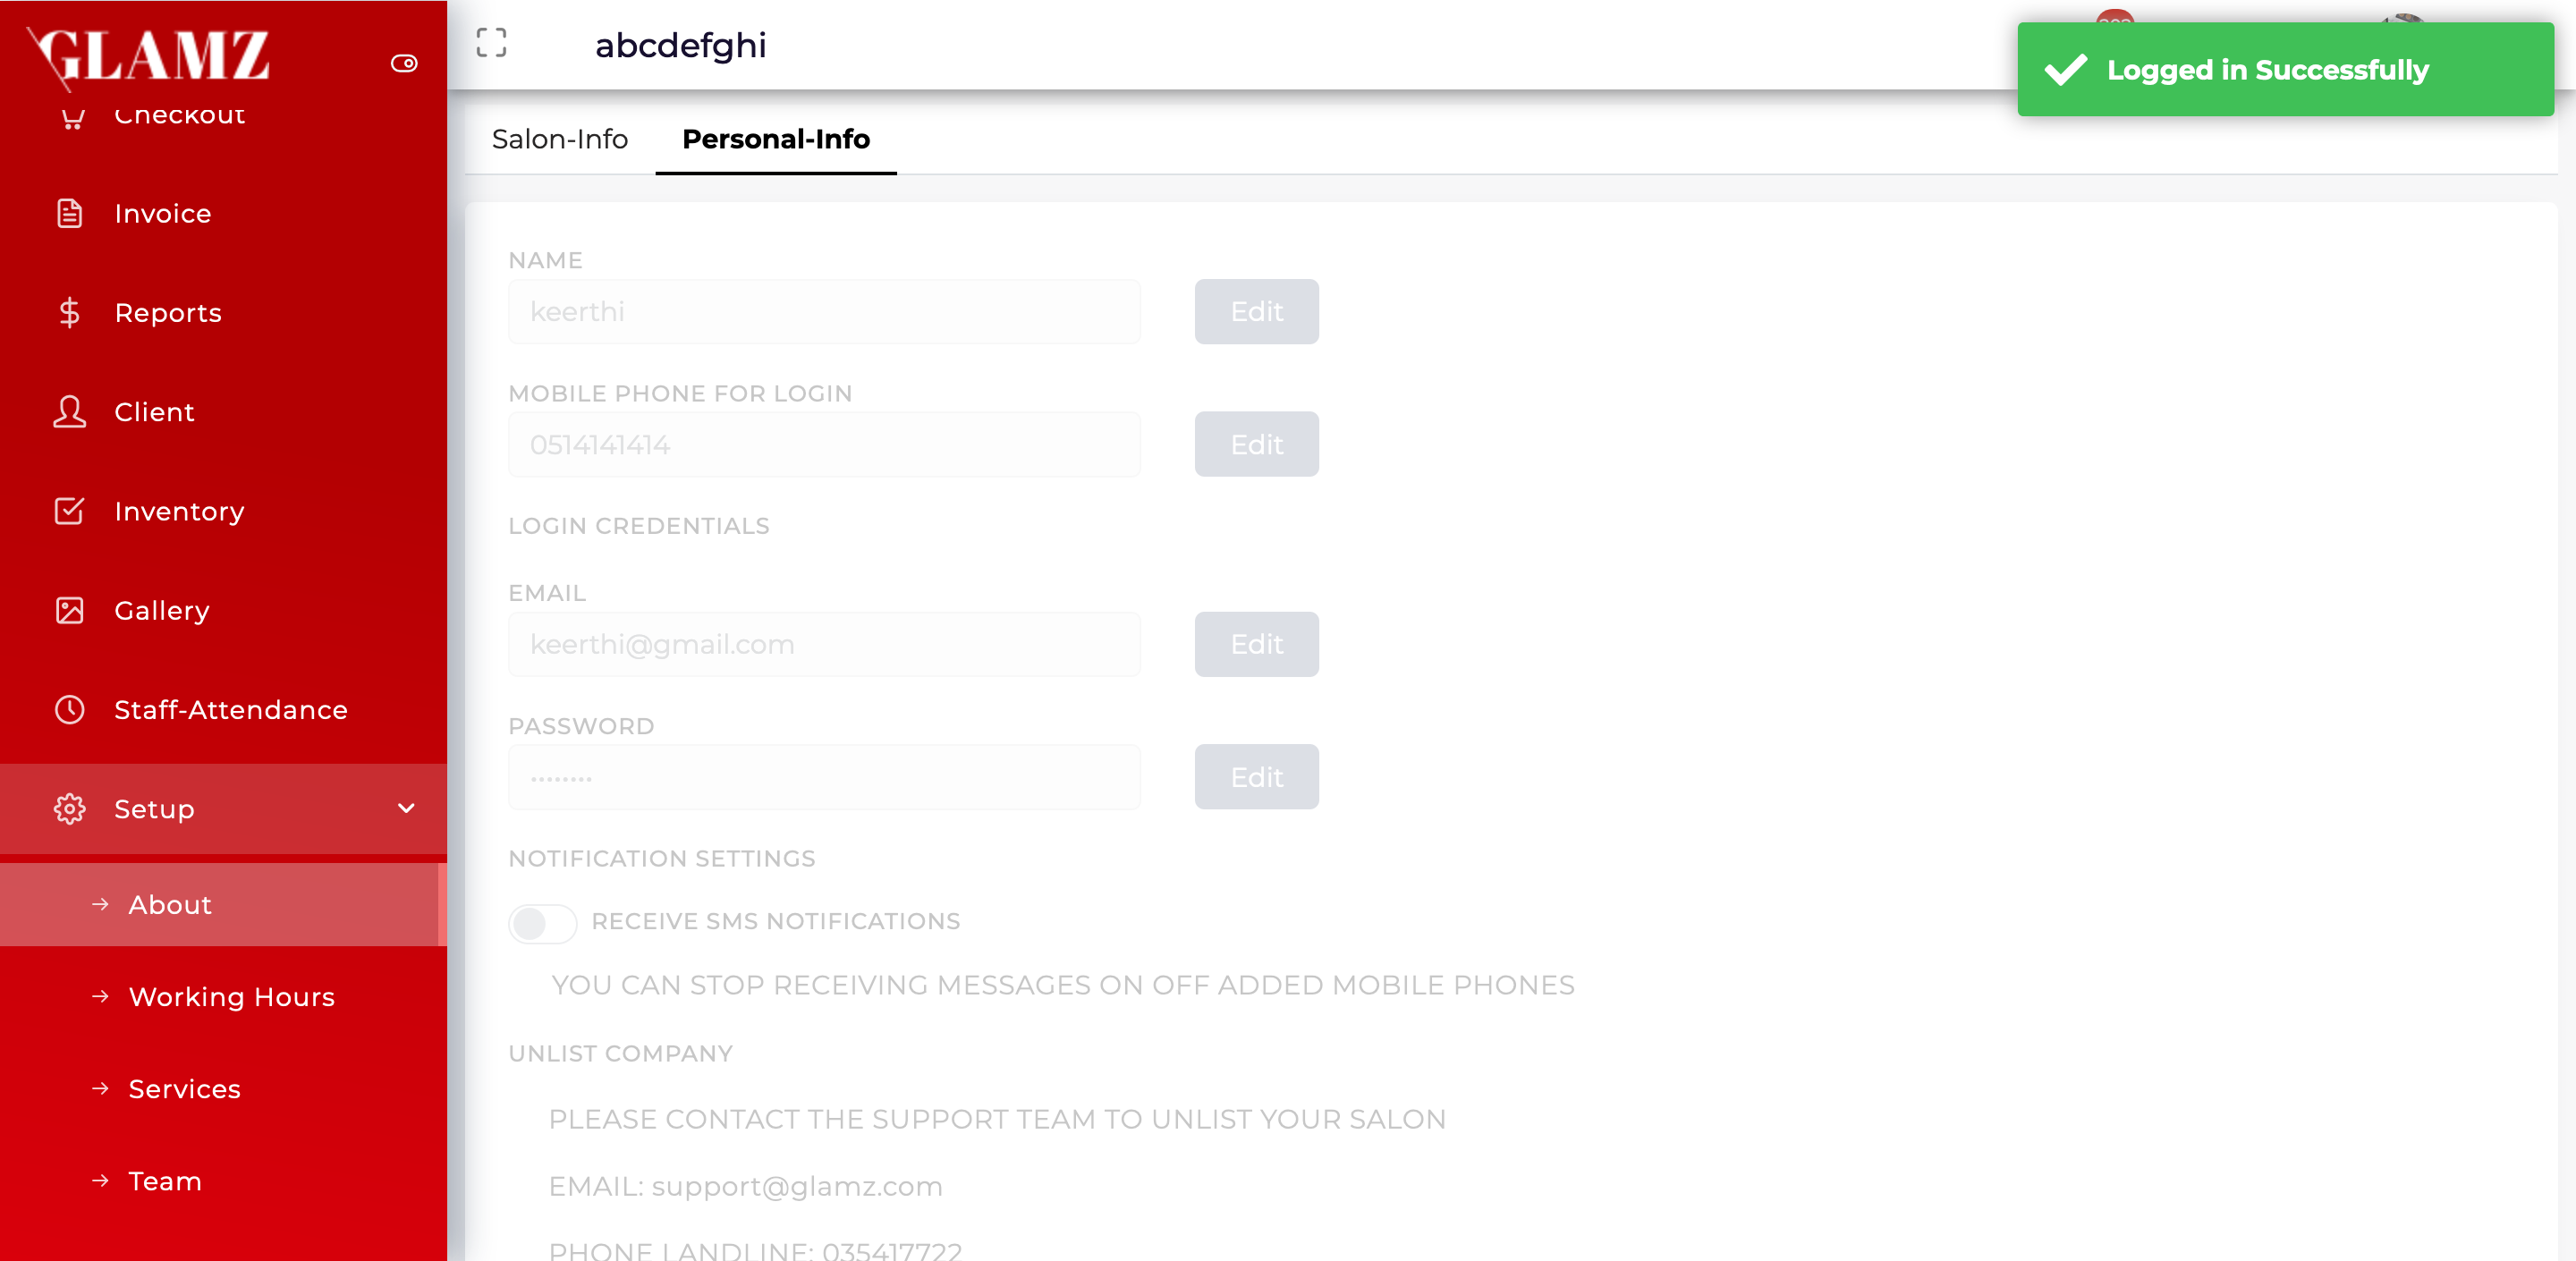 GLAMZ
Checkout
Invoice
Reports
Client
Inventory
Gallery
Staff-Attendance
Setup
About
Working Hours
Services
Team
abcdefghi
Logged in Successfully
Salon-Info
Personal-Info
NAME
keerthi
Edit
MOBILE PHONE FOR LOGIN
0514141414
Edit
LOGIN CREDENTIALS
EMAIL
keerthi@gmail.com
Edit
PASSWORD
••••••••
Edit
NOTIFICATION SETTINGS
RECEIVE SMS NOTIFICATIONS
YOU CAN STOP RECEIVING MESSAGES ON OFF ADDED MOBILE PHONES
UNLIST COMPANY
PLEASE CONTACT THE SUPPORT TEAM TO UNLIST YOUR SALON
EMAIL: support@glamz.com
PHONE LANDLINE: 035417722